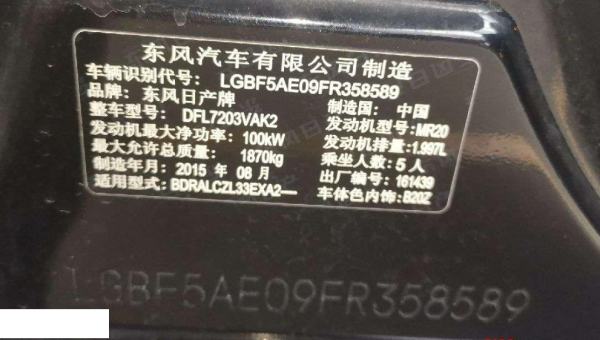 东风汽车有限公司制造
车辆识别代号: LGBF5AE09FR358589
品牌: 东风日产牌 制造国: 中国
整车型号: DFL7203VAK2 发动机型号: MR20
发动机最大净功率: 100kW 发动机排量: 1.997L
最大允许总质量: 1870kg 乘坐人数: 5人
制造年月: 2015 年 08 月 出厂编号: 161439
适用型式: BDRALCZL33EXA2— 车体色内饰: B20Z
LGBF5AE09FR358589